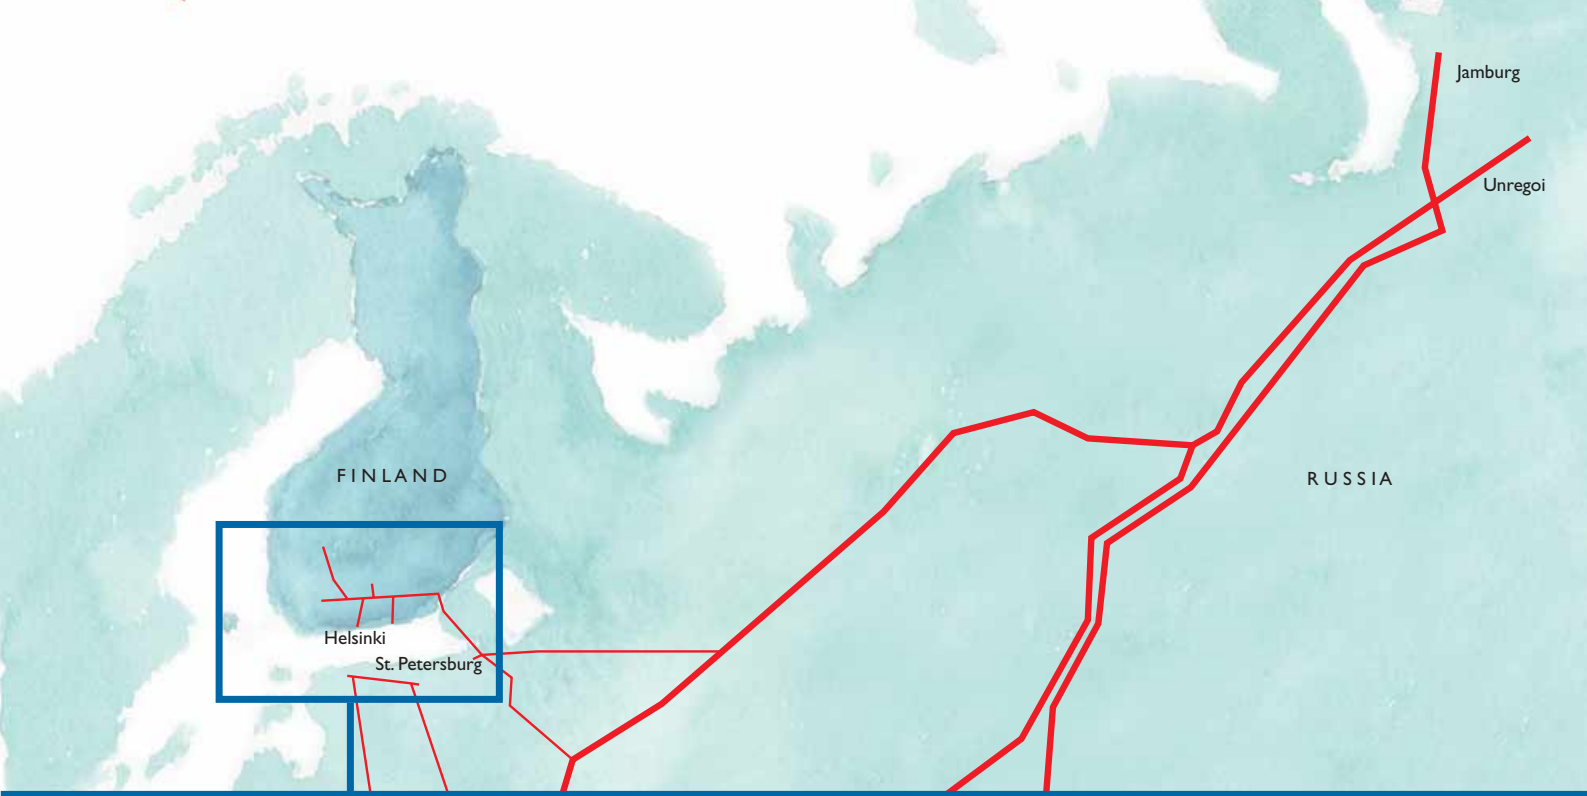 Jamburg
Unregoi
FINLAND
RUSSIA
Helsinki
St. Petersburg